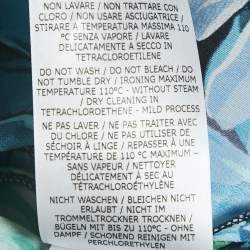 NON LAVARE / NON TRATTARE CON
CLORO / NON USARE ASCIUGATRICE /
STIRARE A TEMPERATURA MASSIMA 110
°C SENZA VAPORE / LAVARE
DELICATAMENTE A SECCO IN
TETRACLOROETILENE
DO NOT WASH / DO NOT BLEACH / DO
NOT TUMBLE DRY / IRONING MAXIMUM
TEMPERATURE 110°C - WITHOUT STEAM
/ DRY CLEANING IN
TETRACHLOROETHENE - MILD PROCESS
NE PAS LAVER / NE PAS TRAITER AVEC
DU CHLORE / NE PAS UTILISER DE
SÉCHOIR À LINGE / REPASSER À UNE
TEMPÉRATURE DE 110 °C MAXIMUM —
SANS VAPEUR / NETTOYER
DÉLICATEMENT À SEC AU
TÉTRACHLOROÉTHYLÈNE
NICHT WASCHEN / BLEICHEN NICHT
ERLAUBT / NICHT IM
TROMMELTROCKNER TROCKNEN /
BÜGELN MIT BIS ZU 110°C - OHNE
DAMPF / SCHONEND REINIGEN MIT
PERCHLORETHYLEN